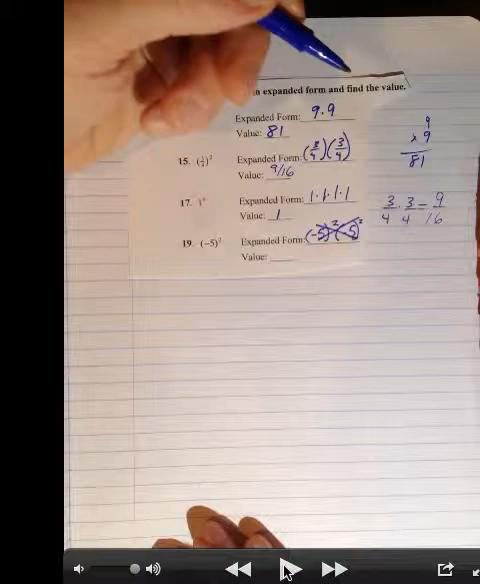 in expanded form and find the value.
Expanded Form: 9.9
Value: 81
9
x 9
81
15. (3/4)² Expanded Form: (3/4)(3/4)
Value: 9/16
17. 1⁴ Expanded Form: 1.1.1.1
Value: 1
3/4 . 3/4 = 9/16
19. (-5)² Expanded Form:
Value: